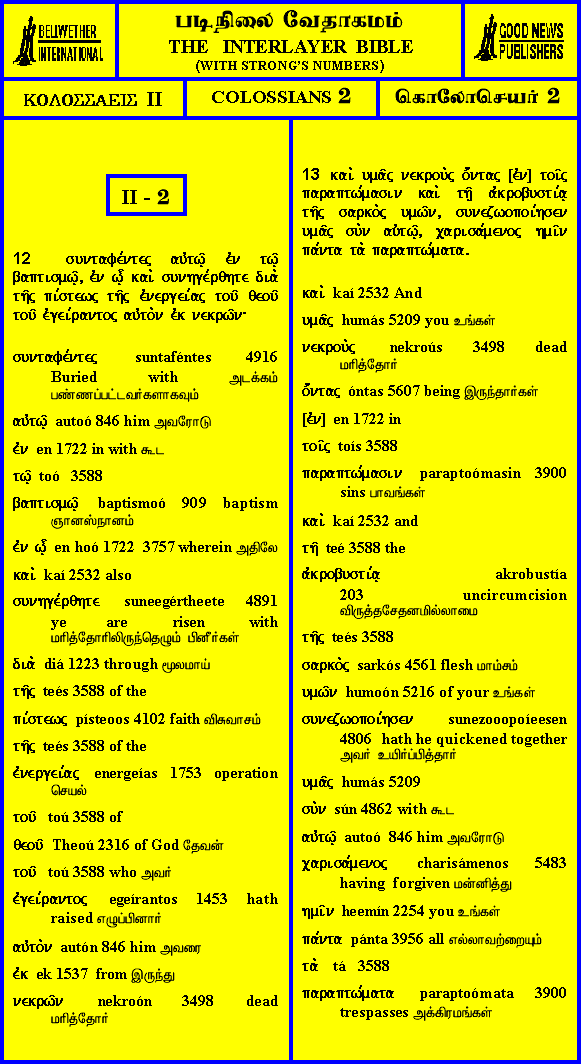 BELLWETHER
INTERNATIONAL
படிநிலை வேதாகமம்
THE INTERLAYER BIBLE
(WITH STRONG'S NUMBERS)
GOOD NEWS
PUBLISHERS
ΚΟΛΟΣΣΑΕΙΣ II
COLOSSIANS 2
கொலோசெயர் 2
II - 2
12 συνταφέντες αὐτῷ ἐν τῷ
βαπτισμῷ, ἐν ᾧ καὶ συνηγέρθητε διὰ
τῆς πίστεως τῆς ἐνεργείας τοῦ θεοῦ
τοῦ ἐγείραντος αὐτὸν ἐκ νεκρῶν·
συνταφέντες suntaféntes 4916
Buried with அடக்கம்
பண்ணப்பட்டவர்களாகவும்
αὐτῷ autoó 846 him அவரோடு
ἐν en 1722 in with கூட
τῷ toó 3588
βαπτισμῷ baptismoó 909 baptism
ஞானஸ்நானம்
ἐν ᾧ en hoó 1722 3757 wherein அதிலே
καὶ kaí 2532 also
συνηγέρθητε suneegértheete 4891
ye are risen with
மரித்தோரிலிருந்தெழும் பினீர்கள்
διὰ diá 1223 through மூலமாய்
τῆς teés 3588 of the
πίστεως písteoos 4102 faith விசுவாசம்
τῆς teés 3588 of the
ἐνεργείας energeías 1753 operation
செயல்
τοῦ toú 3588 of
θεοῦ Theoú 2316 of God தேவன்
τοῦ toú 3588 who அவர்
ἐγείραντος egeírantos 1453 hath
raised எழுப்பினார்
αὐτὸν autón 846 him அவரை
ἐκ ek 1537 from இருந்து
νεκρῶν nekroón 3498 dead
மரித்தோர்
13 καὶ υμᾶς νεκροὺς ὄντας [ἐν] τοῖς
παραπτώμασιν καὶ τῇ ἀκροβυστίᾳ
τῆς σαρκὸς υμῶν, συνεζωοποίησεν
υμᾶς σὺν αὐτῷ, χαρισάμενος ημῖν
πάντα τὰ παραπτώματα.
καὶ kaí 2532 And
υμᾶς humás 5209 you உங்கள்
νεκροὺς nekroús 3498 dead
மரித்தோர்
ὄντας óntas 5607 being இருந்தார்கள்
[ἐν] en 1722 in
τοῖς toís 3588
παραπτώμασιν paraptoómasin 3900
sins பாவங்கள்
καὶ kaí 2532 and
τῇ teé 3588 the
ἀκροβυστίᾳ akrobustía
203 uncircumcision
விருத்தசேதனமில்லாமை
τῆς teés 3588
σαρκὸς sarkós 4561 flesh மாம்சம்
υμῶν humoón 5216 of your உங்கள்
συνεζωοποίησεν sunezooopoíeesen
4806 hath he quickened together
அவர் உயிர்ப்பித்தார்
υμᾶς humás 5209
σὺν sún 4862 with கூட
αὐτῷ autoó 846 him அவரோடு
χαρισάμενος charisámenos 5483
having forgiven மன்னித்து
ημῖν heemín 2254 you உங்கள்
πάντα pánta 3956 all எல்லாவற்றையும்
τὰ tá 3588
παραπτώματα paraptoómata 3900
trespasses அக்கிரமங்கள்